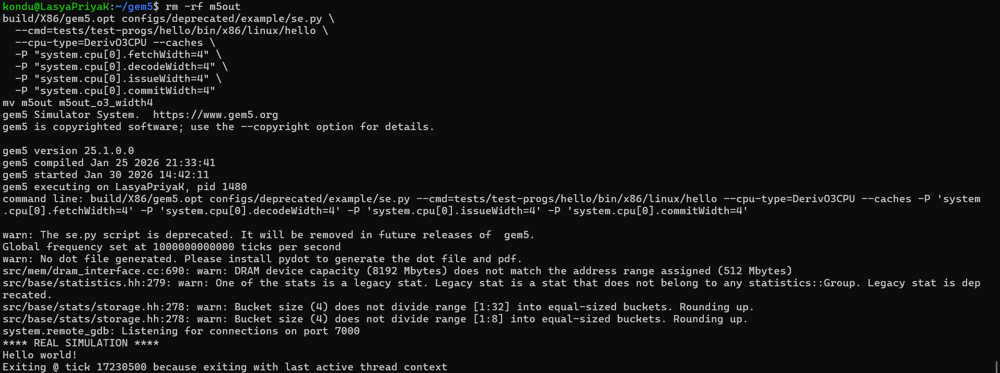 kondu@LasyaPriyaK:~/gem5$ rm -rf m5out
build/X86/gem5.opt configs/deprecated/example/se.py \
  --cmd=tests/test-progs/hello/bin/x86/linux/hello \
  --cpu-type=DerivO3CPU --caches \
  -P "system.cpu[0].fetchWidth=4" \
  -P "system.cpu[0].decodeWidth=4" \
  -P "system.cpu[0].issueWidth=4" \
  -P "system.cpu[0].commitWidth=4"
mv m5out m5out_o3_width4
gem5 Simulator System.  https://www.gem5.org
gem5 is copyrighted software; use the --copyright option for details.

gem5 version 25.1.0.0
gem5 compiled Jan 25 2026 21:33:41
gem5 started Jan 30 2026 14:42:11
gem5 executing on LasyaPriyaK, pid 1480
command line: build/X86/gem5.opt configs/deprecated/example/se.py --cmd=tests/test-progs/hello/bin/x86/linux/hello --cpu-type=DerivO3CPU --caches -P 'system
.cpu[0].fetchWidth=4' -P 'system.cpu[0].decodeWidth=4' -P 'system.cpu[0].issueWidth=4' -P 'system.cpu[0].commitWidth=4'

warn: The se.py script is deprecated. It will be removed in future releases of  gem5.
Global frequency set at 1000000000000 ticks per second
warn: No dot file generated. Please install pydot to generate the dot file and pdf.
src/mem/dram_interface.cc:690: warn: DRAM device capacity (8192 Mbytes) does not match the address range assigned (512 Mbytes)
src/base/statistics.hh:279: warn: One of the stats is a legacy stat. Legacy stat is a stat that does not belong to any statistics::Group. Legacy stat is dep
recated.
src/base/stats/storage.hh:278: warn: Bucket size (4) does not divide range [1:32] into equal-sized buckets. Rounding up.
src/base/stats/storage.hh:278: warn: Bucket size (4) does not divide range [1:8] into equal-sized buckets. Rounding up.
system.remote_gdb: Listening for connections on port 7000
**** REAL SIMULATION ****
Hello world!
Exiting @ tick 17230500 because exiting with last active thread context